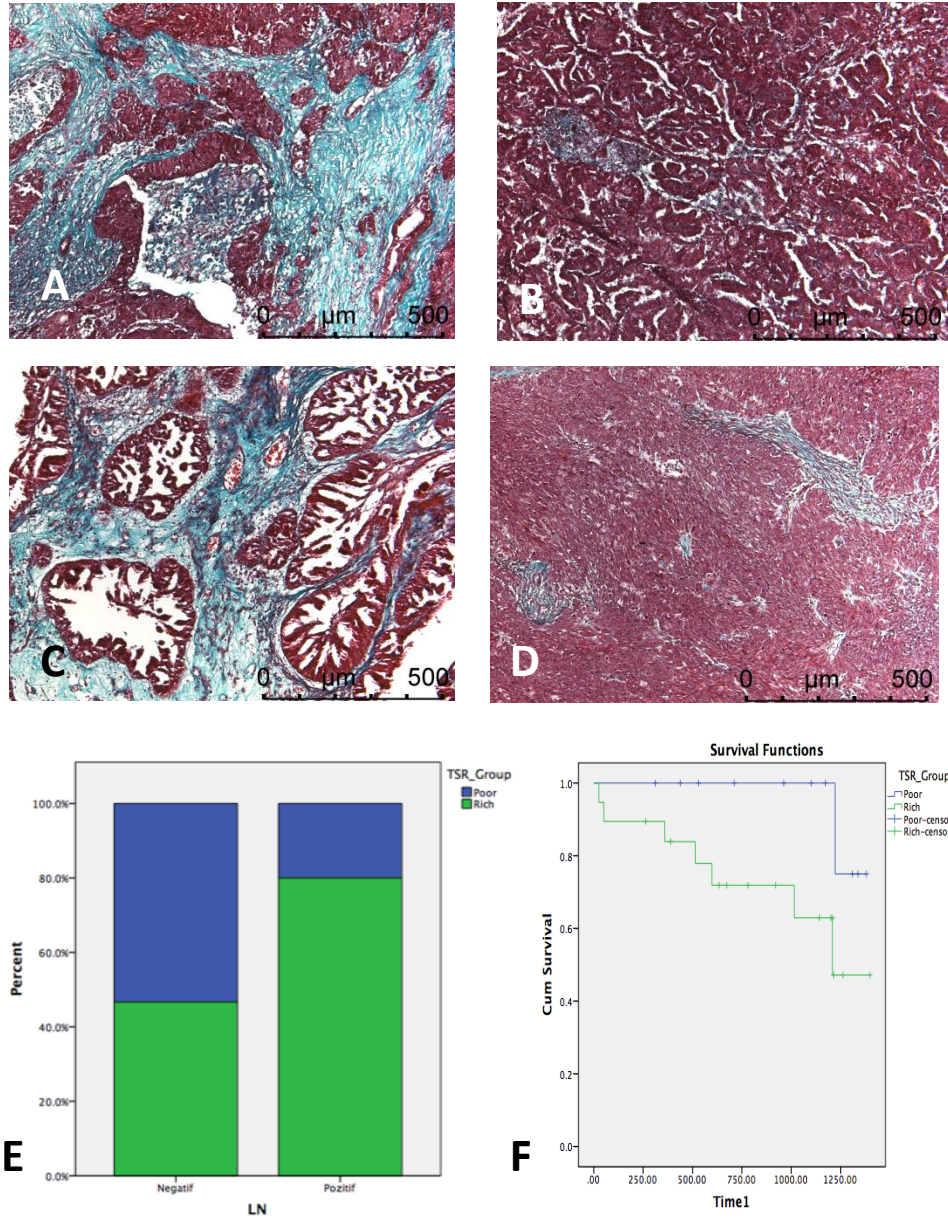 A
0 µm 500
B
0 µm 500
C
0 µm 500
D
0 µm 500
E
TSR_Group
Poor
Rich
100.0%
80.0%
60.0%
40.0%
20.0%
0.0%
Percent
Negatif Pozitif
LN
F
Survival Functions
TSR_Group
Poor
Rich
Poor-censo
Rich-censo
1.0
0.8
0.6
0.4
0.2
0.0
Cum Survival
.00 250.00 500.00 750.00 1000.00 1250.00
Time1